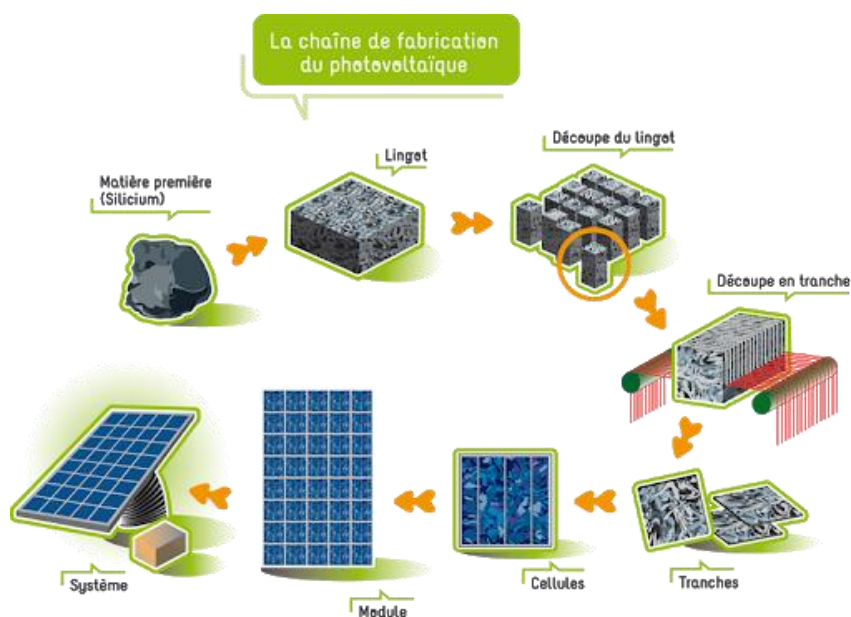 La chaîne de fabrication
du photovoltaïque
Matière première
(Silicium)
Lingot
Découpe du lingot
Découpe en tranche
Tranches
Cellules
Module
Système